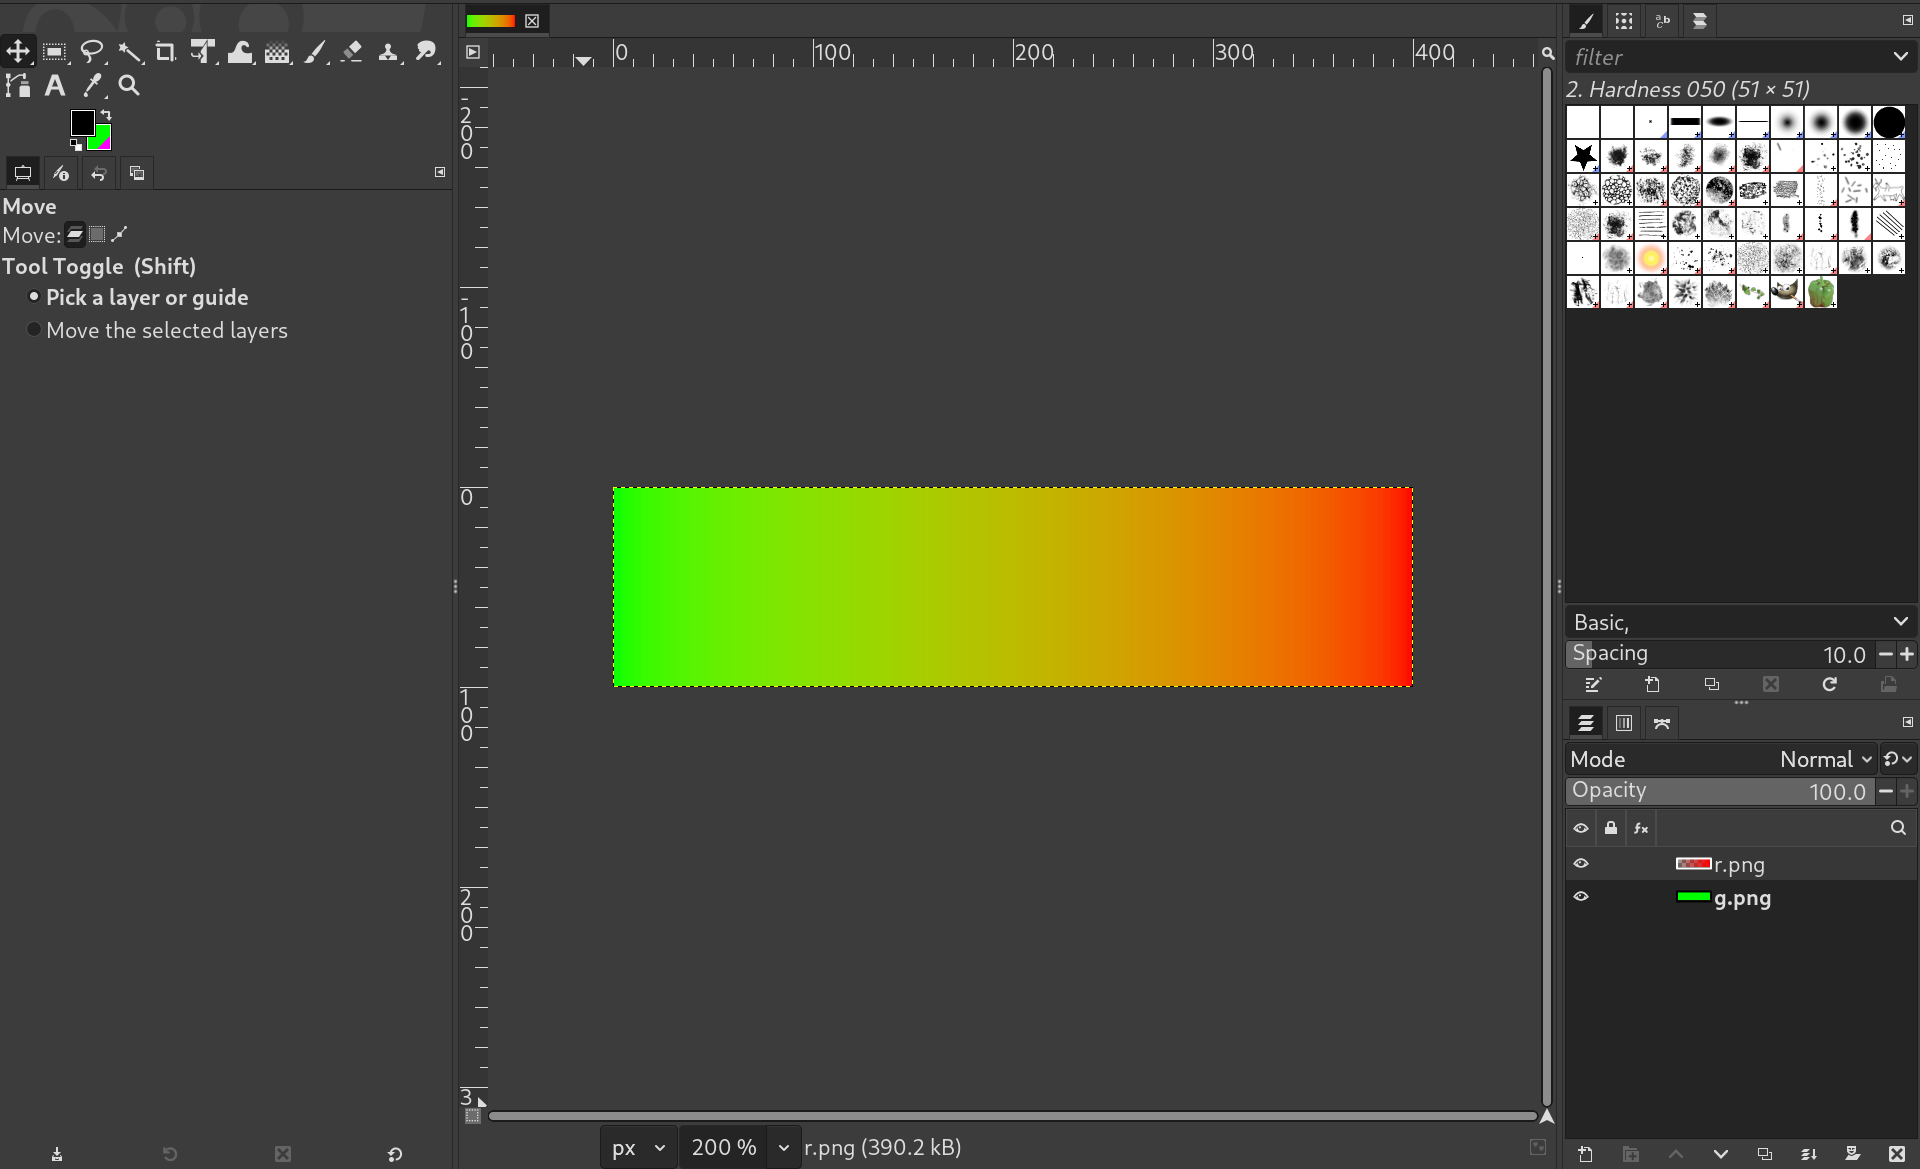 Move
Move:
Tool Toggle (Shift)
Pick a layer or guide
Move the selected layers
0 100 200 300 400
-200
-100
0
100
200
3
px 200 % r.png (390.2 kB)
filter
2. Hardness 050 (51 × 51)
Basic,
Spacing 10.0
Mode Normal
Opacity 100.0
fx
r.png
g.png